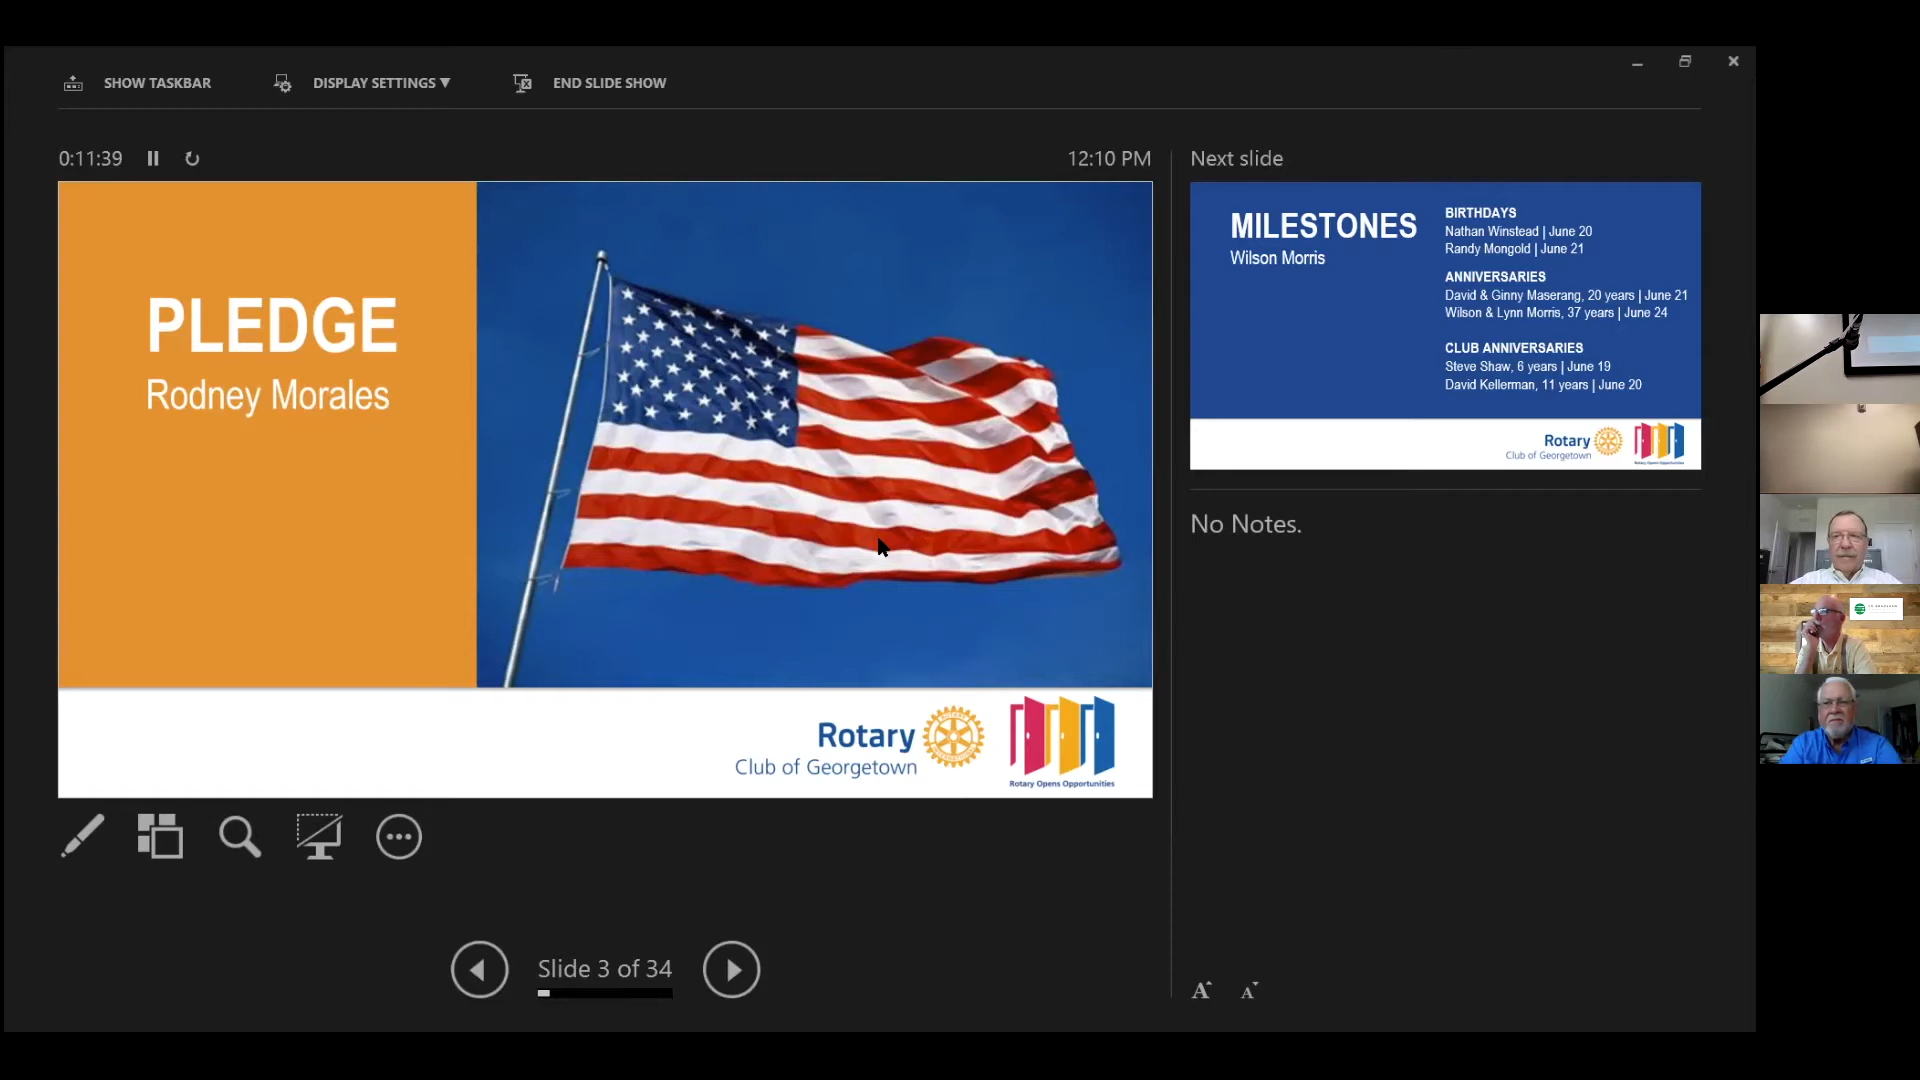 SHOW TASKBAR
DISPLAY SETTINGS ▼
END SLIDE SHOW
0:11:39
12:10 PM
PLEDGE
Rodney Morales
Rotary
Club of Georgetown
Rotary Opens Opportunities
Slide 3 of 34
Next slide
MILESTONES
Wilson Morris
BIRTHDAYS
Nathan Winstead | June 20
Randy Mongold | June 21
ANNIVERSARIES
David & Ginny Maserang, 20 years | June 21
Wilson & Lynn Morris, 37 years | June 24
CLUB ANNIVERSARIES
Steve Shaw, 6 years | June 19
David Kellerman, 11 years | June 20
Rotary
Club of Georgetown
Rotary Opens Opportunities
No Notes.
A A